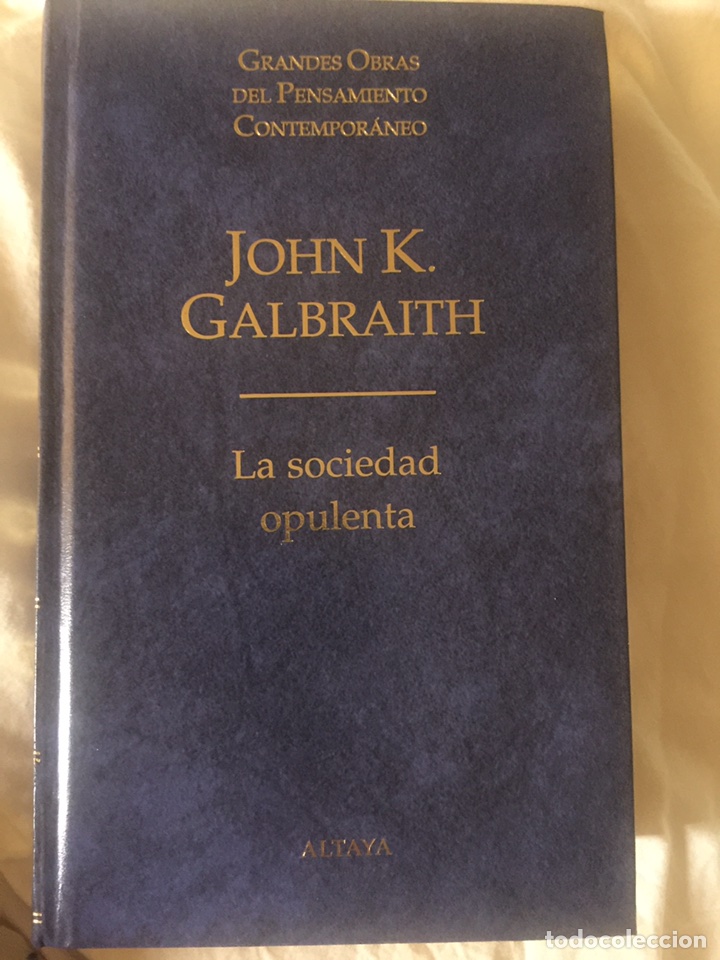 GRANDES OBRAS
DEL PENSAMIENTO
CONTEMPORÁNEO
JOHN K.
GALBRAITH
La sociedad
opulenta
ALTAYA
todocoleccion